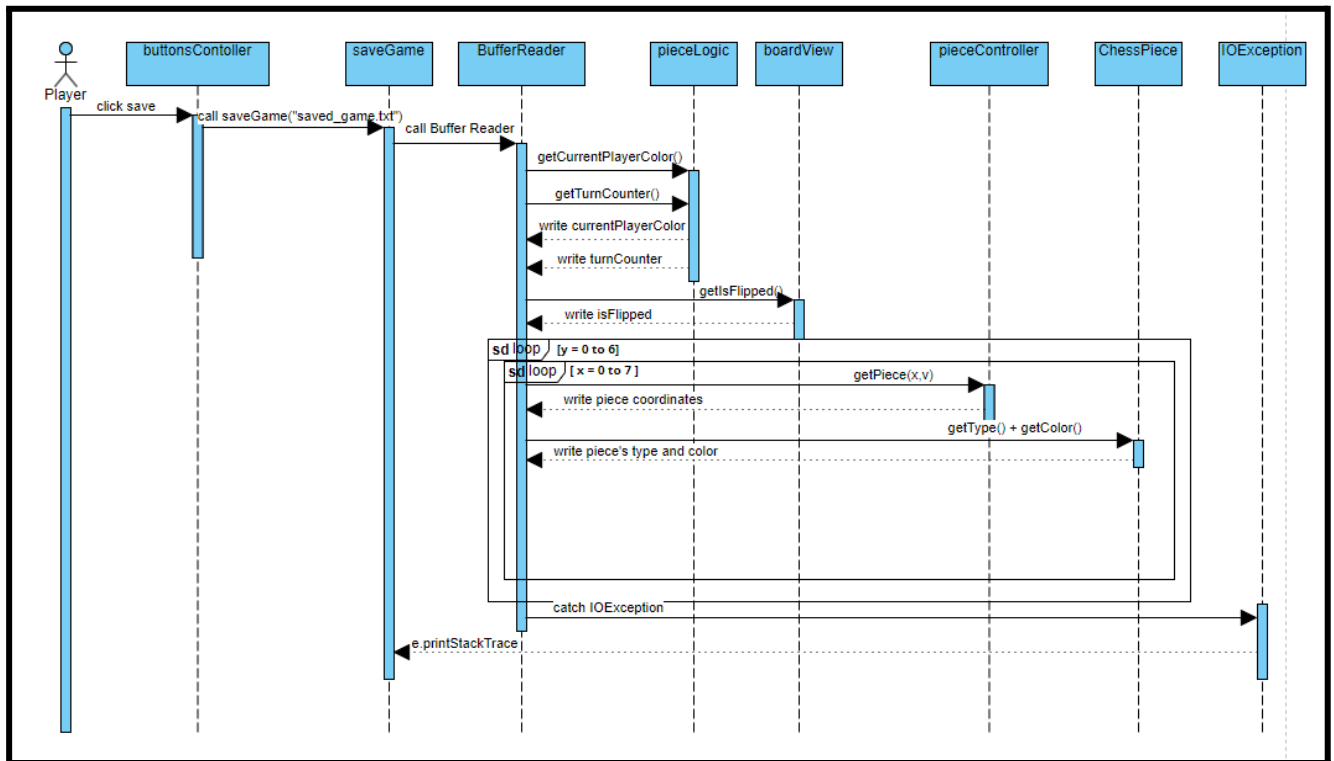 buttonsContoller
saveGame
BufferReader
pieceLogic
boardView
pieceController
ChessPiece
IOException
Player
click save
call saveGame("saved_game.txt")
call Buffer Reader
getCurrentPlayerColor()
getTurnCounter()
write currentPlayerColor
write turnCounter
getIsFlipped()
write isFlipped
sd loop [y = 0 to 6]
sd loop [ x = 0 to 7 ]
getPiece(x,v)
write piece coordinates
getType() + getColor()
write piece's type and color
catch IOException
e.printStackTrace